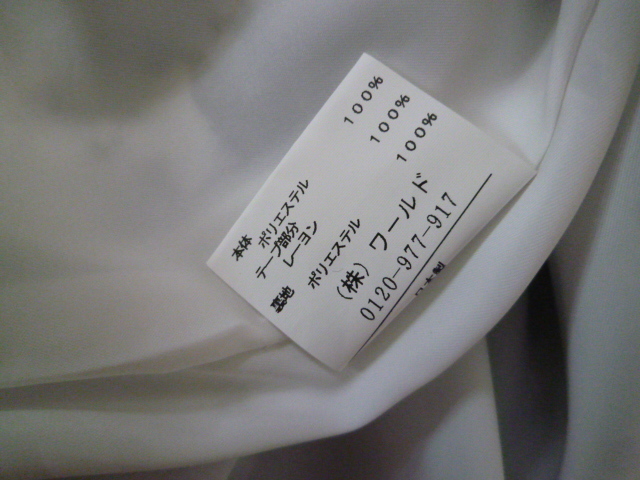 本体 ポリエステル 100%
テープ部分
レーヨン 100%
裏地 ポリエステル 100%
(株) ワールド
0120-977-917